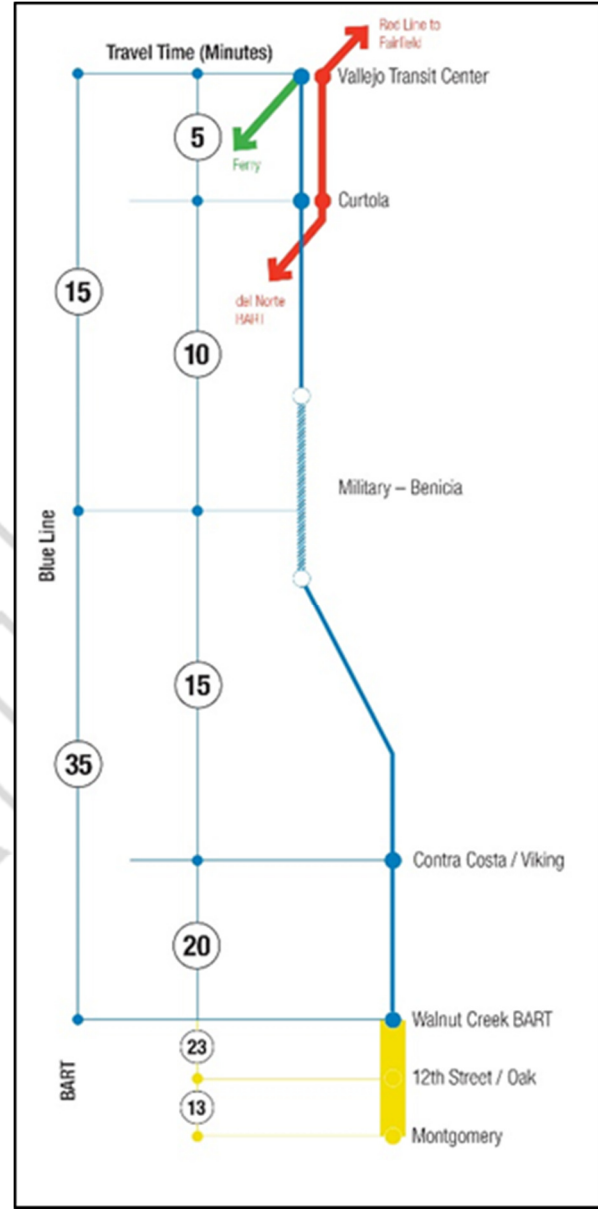 Red Line to
Fairfield
Travel Time (Minutes)
Vallejo Transit Center
5
Ferry
Curtola
15
del Norte
BART
10
Military – Benicia
Blue Line
15
35
Contra Costa / Viking
20
Walnut Creek BART
23
BART
12th Street / Oak
13
Montgomery